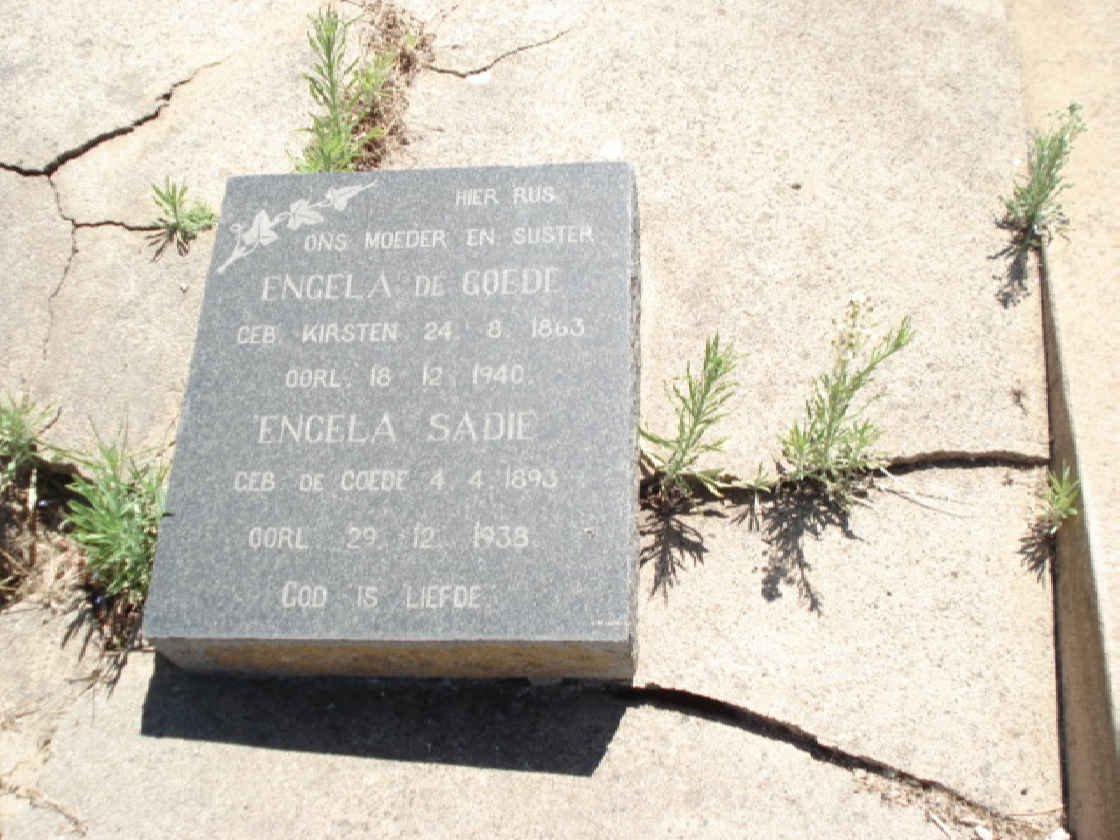 HIER RUS
ONS MOEDER EN SUSTER
ENGELA DE GOEDE
GEB. KIRSTEN 24. 8. 1863
OORL. 18. 12. 1940.
ENGELA SADIE
GEB. DE GOEDE 4. 4. 1893
OORL. 29. 12. 1938.
GOD IS LIEFDE